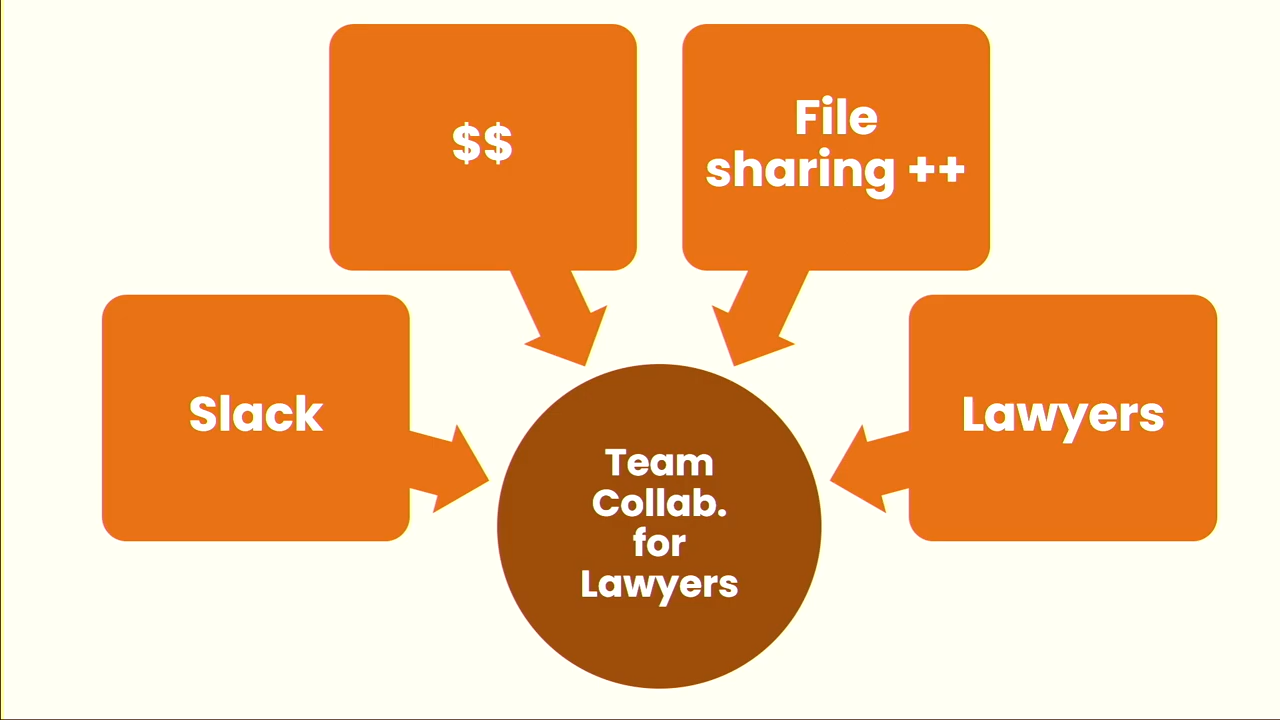 $$
File
sharing ++
Slack
Lawyers
Team
Collab.
for
Lawyers